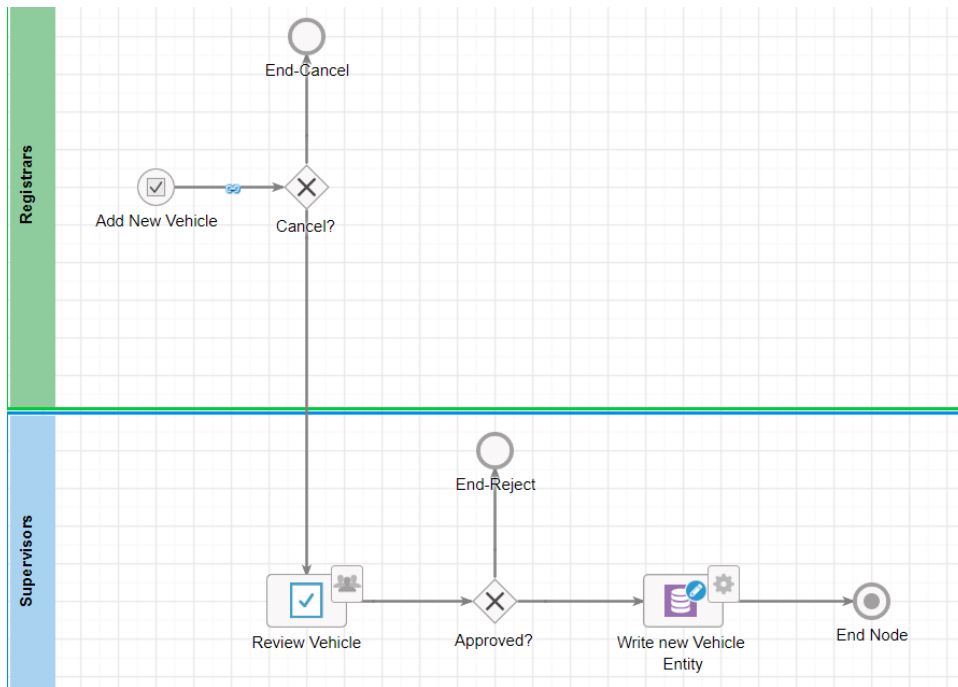 Registrars
End-Cancel
Add New Vehicle
Cancel?
Supervisors
End-Reject
Review Vehicle
Approved?
Write new Vehicle
Entity
End Node